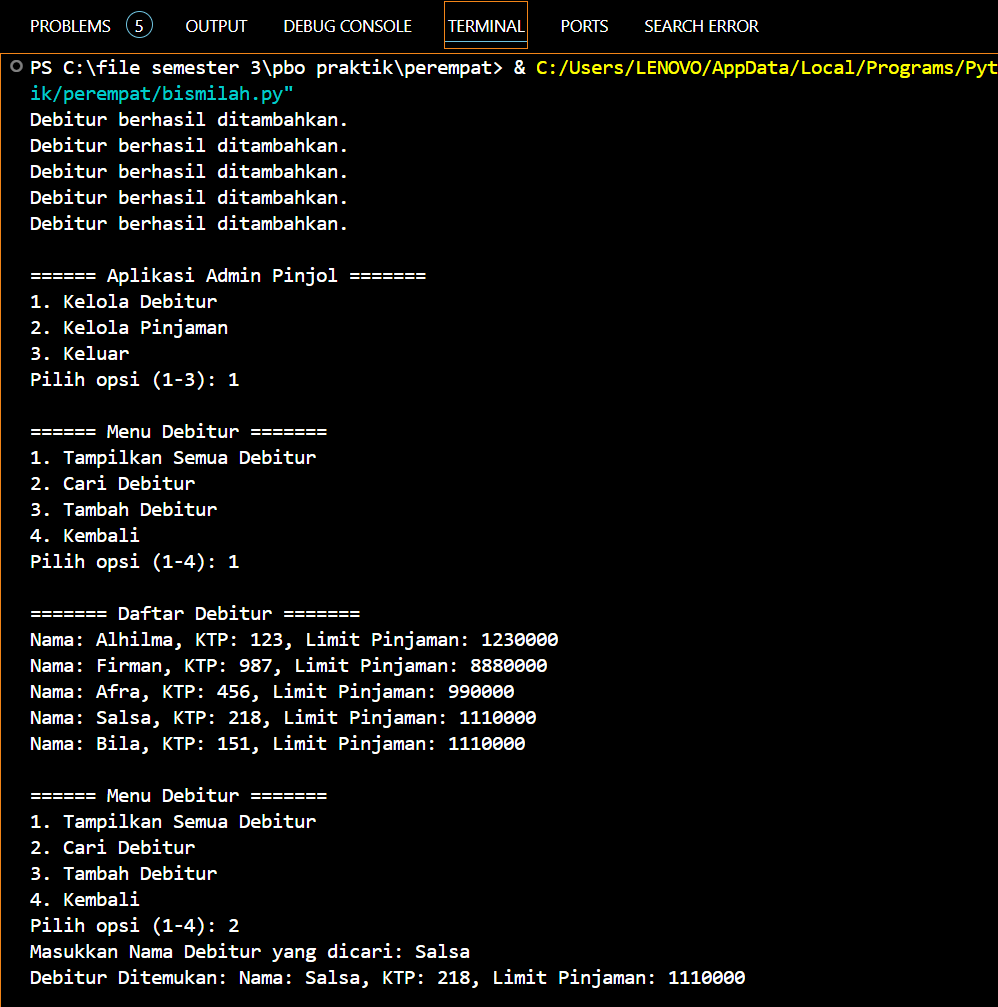 PROBLEMS 5 OUTPUT DEBUG CONSOLE TERMINAL PORTS SEARCH ERROR
PS C:\file semester 3\pbo praktik\perempat> & C:/Users/LENOVO/AppData/Local/Programs/Pyt
ik/perempat/bismilah.py"
Debitur berhasil ditambahkan.
Debitur berhasil ditambahkan.
Debitur berhasil ditambahkan.
Debitur berhasil ditambahkan.
Debitur berhasil ditambahkan.
====== Aplikasi Admin Pinjol =======
1. Kelola Debitur
2. Kelola Pinjaman
3. Keluar
Pilih opsi (1-3): 1
====== Menu Debitur =======
1. Tampilkan Semua Debitur
2. Cari Debitur
3. Tambah Debitur
4. Kembali
Pilih opsi (1-4): 1
======= Daftar Debitur =======
Nama: Alhilma, KTP: 123, Limit Pinjaman: 1230000
Nama: Firman, KTP: 987, Limit Pinjaman: 8880000
Nama: Afra, KTP: 456, Limit Pinjaman: 990000
Nama: Salsa, KTP: 218, Limit Pinjaman: 1110000
Nama: Bila, KTP: 151, Limit Pinjaman: 1110000
====== Menu Debitur =======
1. Tampilkan Semua Debitur
2. Cari Debitur
3. Tambah Debitur
4. Kembali
Pilih opsi (1-4): 2
Masukkan Nama Debitur yang dicari: Salsa
Debitur Ditemukan: Nama: Salsa, KTP: 218, Limit Pinjaman: 1110000